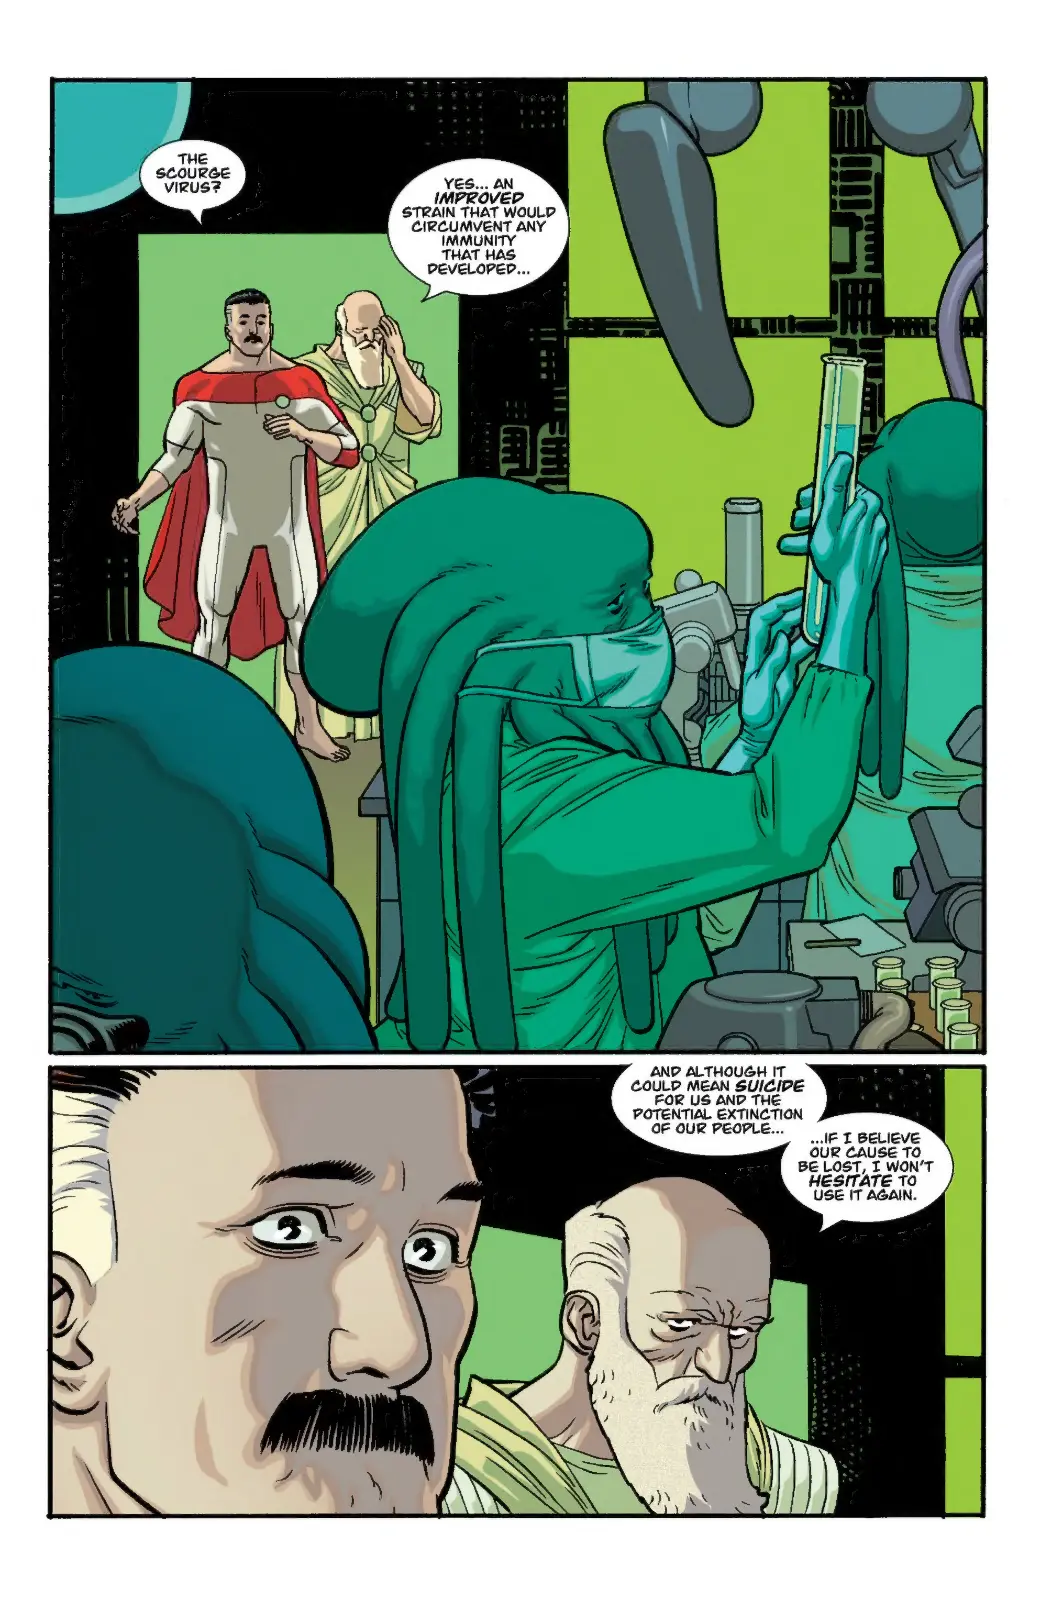 THE
SCOURGE
VIRUS?
YES... AN
IMPROVED
STRAIN THAT WOULD
CIRCUMVENT ANY
IMMUNITY
THAT HAS
DEVELOPED...
AND ALTHOUGH IT
COULD MEAN SUICIDE
FOR US AND THE
POTENTIAL EXTINCTION
OF OUR PEOPLE...
...IF I BELIEVE
OUR CAUSE TO
BE LOST, I WON'T
HESITATE TO
USE IT AGAIN.